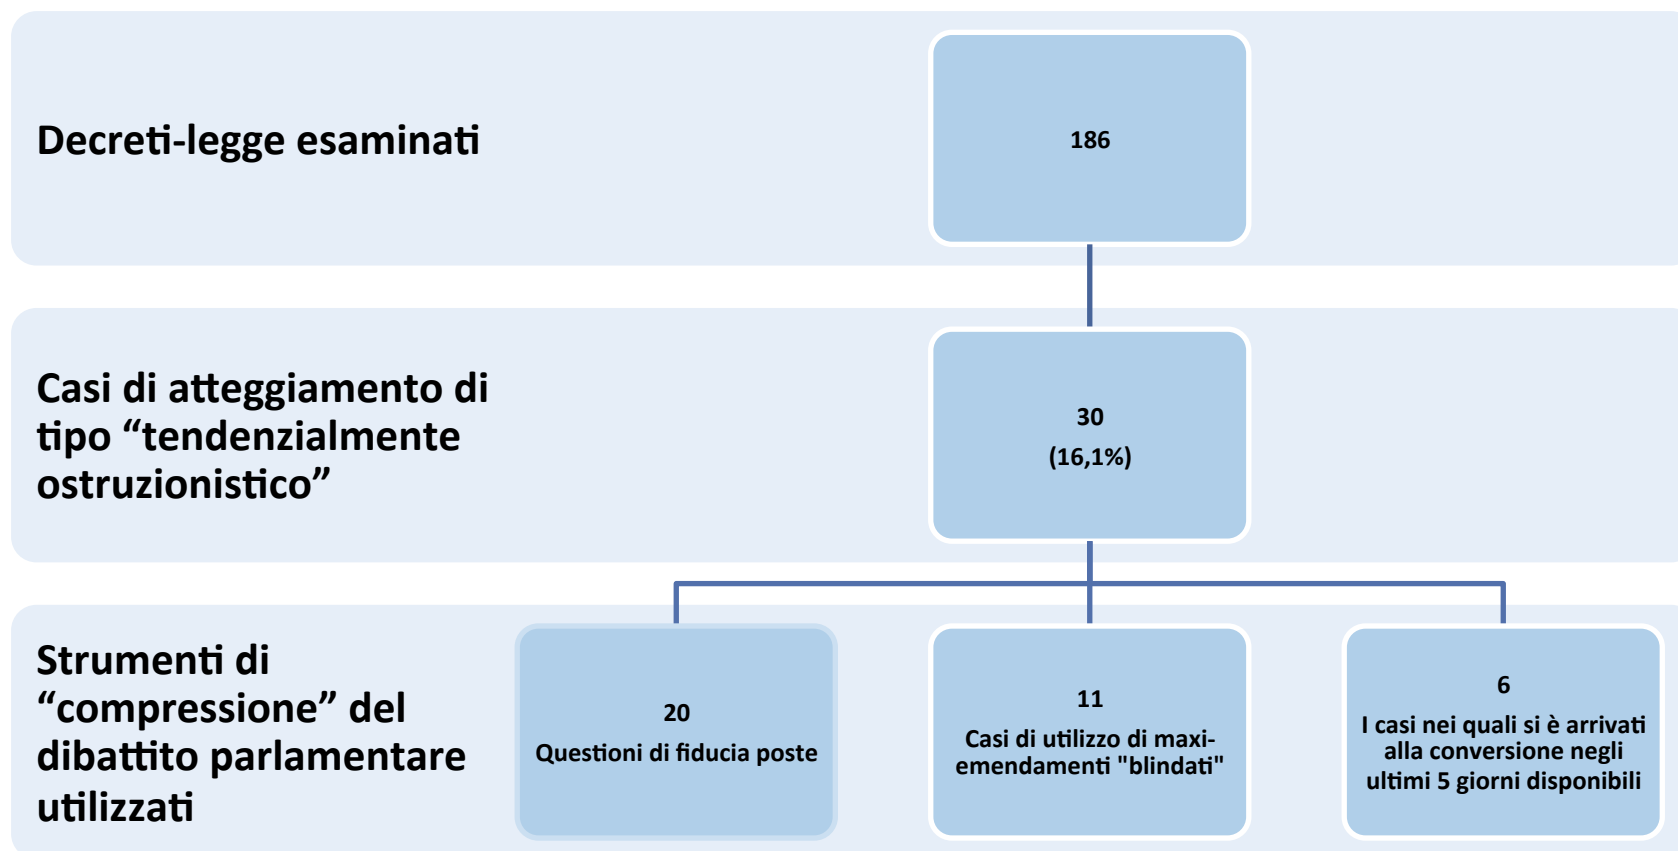 Decreti-legge esaminati
186
Casi di atteggiamento di
tipo “tendenzialmente
ostruzionistico”
30
(16,1%)
Strumenti di
“compressione” del
dibattito parlamentare
utilizzati
20
Questioni di fiducia poste
11
Casi di utilizzo di maxi-
emendamenti "blindati"
6
I casi nei quali si è arrivati
alla conversione negli
ultimi 5 giorni disponibili